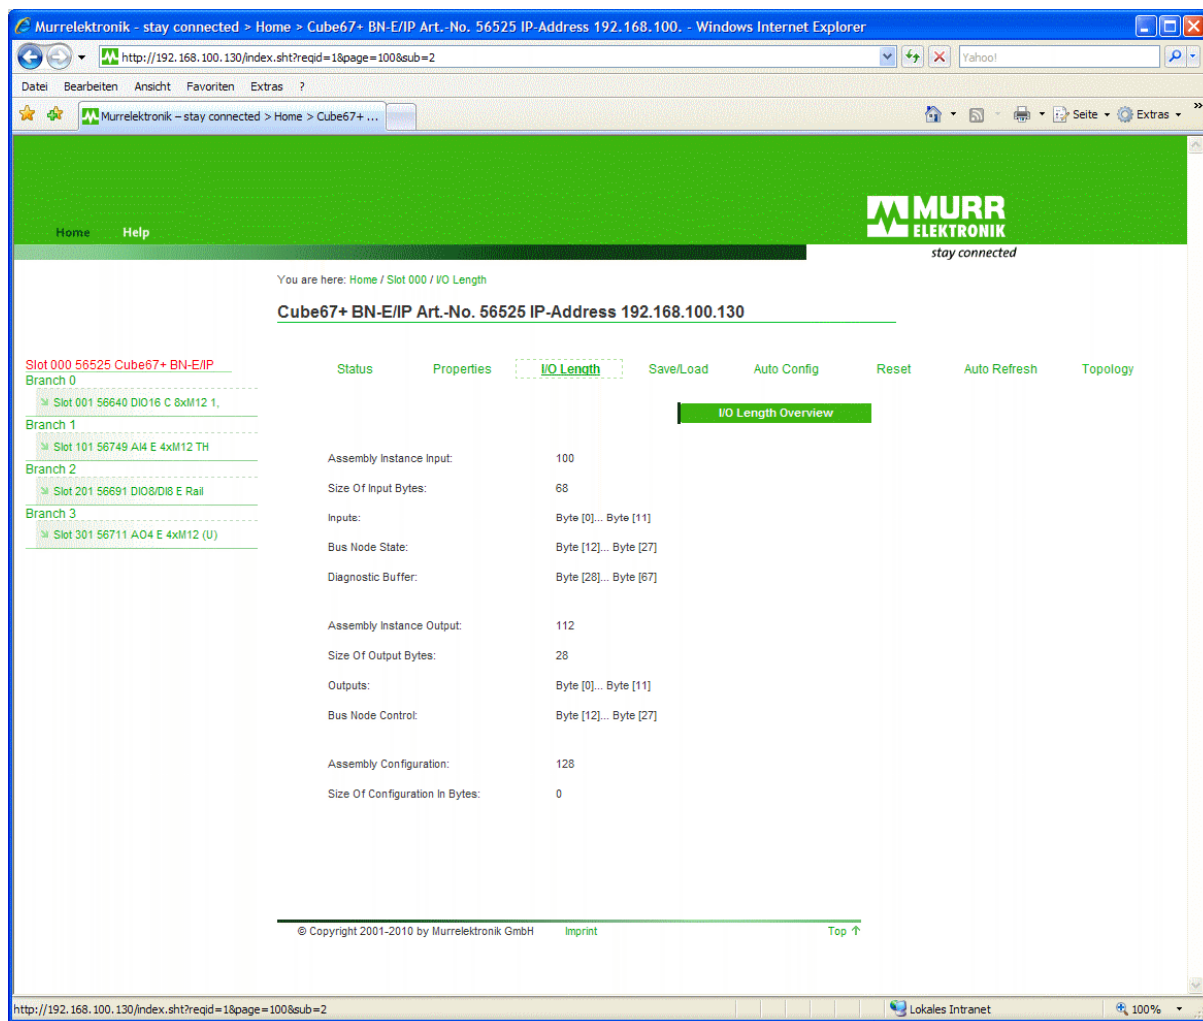 Murrelektronik - stay connected > Home > Cube67+ BN-E/IP Art.-No. 56525 IP-Address 192.168.100. - Windows Internet Explorer
http://192.168.100.130/index.sht?reqid=1&page=100&sub=2
Yahoo!
Datei Bearbeiten Ansicht Favoriten Extras ?
Murrelektronik – stay connected > Home > Cube67+ ...
Seite Extras »
MURR
ELEKTRONIK
stay connected
Home Help
You are here: Home / Slot 000 / I/O Length
Cube67+ BN-E/IP Art.-No. 56525 IP-Address 192.168.100.130
Slot 000 56525 Cube67+ BN-E/IP
Branch 0
Slot 001 56640 DIO16 C 8xM12 1,
Branch 1
Slot 101 56749 AI4 E 4xM12 TH
Branch 2
Slot 201 56691 DIO8/DI8 E Rail
Branch 3
Slot 301 56711 AO4 E 4xM12 (U)
Status Properties I/O Length Save/Load Auto Config Reset Auto Refresh Topology
I/O Length Overview
Assembly Instance Input: 100
Size Of Input Bytes: 68
Inpute: Byte [0]... Byte [11]
Bus Node State: Byte [12]... Byte [27]
Diagnostic Buffer: Byte [28]... Byte [67]
Assembly Instance Output: 112
Size Of Output Bytes: 28
Outputs: Byte [0]... Byte [11]
Bus Node Control: Byte [12]... Byte [27]
Assembly Configuration: 128
Size Of Configuration In Bytes: 0
© Copyright 2001-2010 by Murrelektronik GmbH Imprint Top ↑
http://192.168.100.130/index.sht?reqid=1&page=100&sub=2 Lokales Intranet 100%